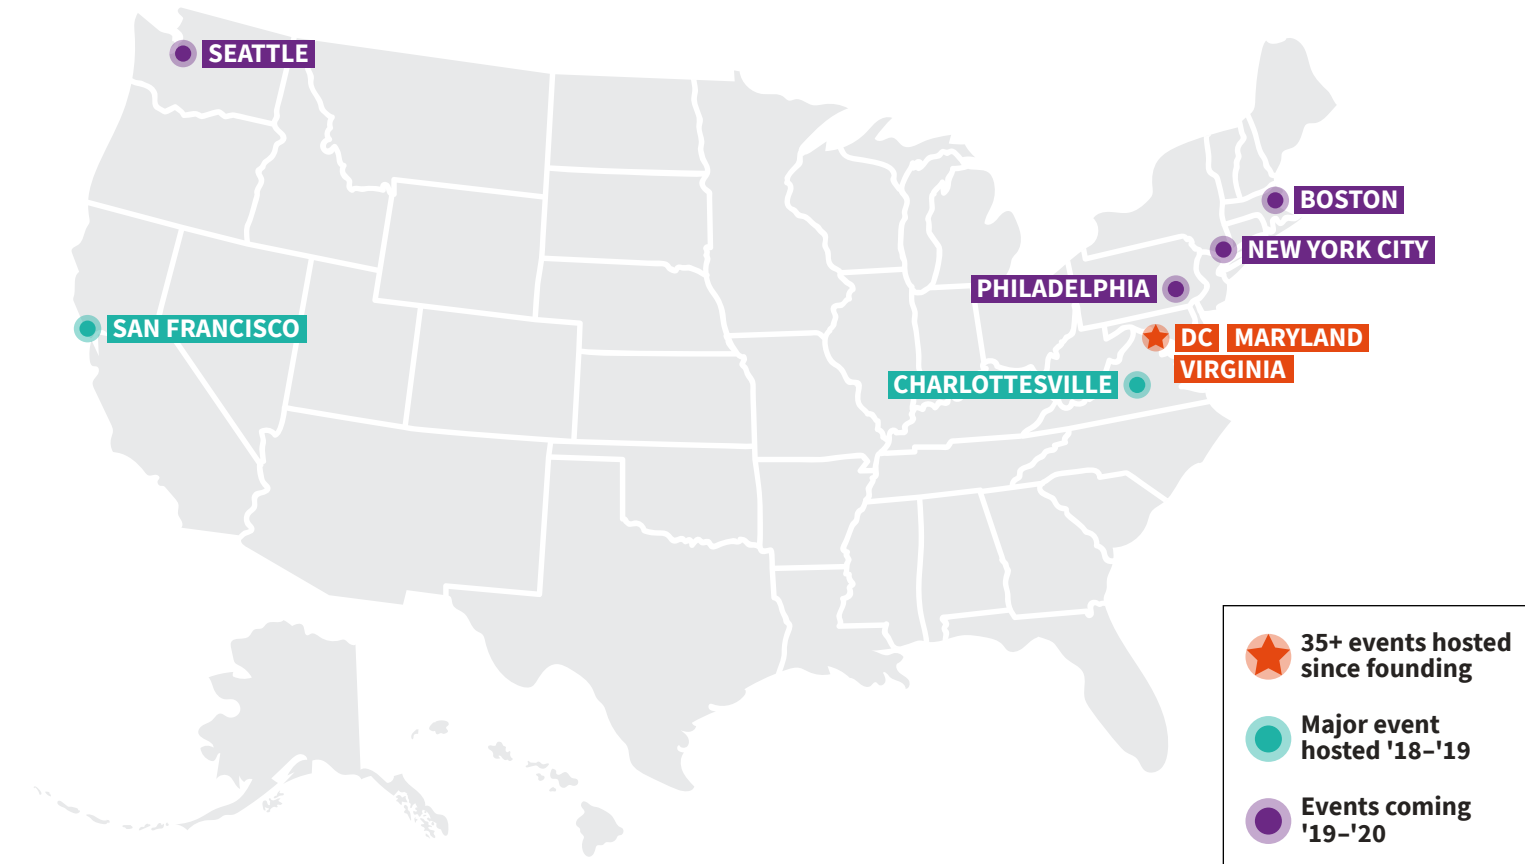 SEATTLE
BOSTON
NEW YORK CITY
PHILADELPHIA
SAN FRANCISCO
DC MARYLAND
VIRGINIA
CHARLOTTESVILLE
35+ events hosted
since founding
Major event
hosted '18–'19
Events coming
'19–'20